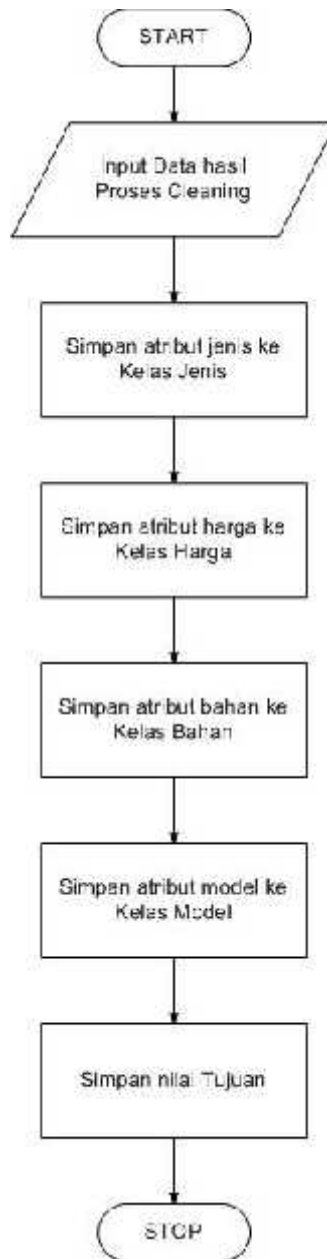 START
Input Data hasil
Proses Cleaning
Simpan atribut jenis ke
Kelas Jenis
Simpan atribut harga ke
Kelas Harga
Simpan atribut bahan ke
Kelas Bahan
Simpan atribut model ke
Kelas Model
Simpan nilai Tujuan
STOP